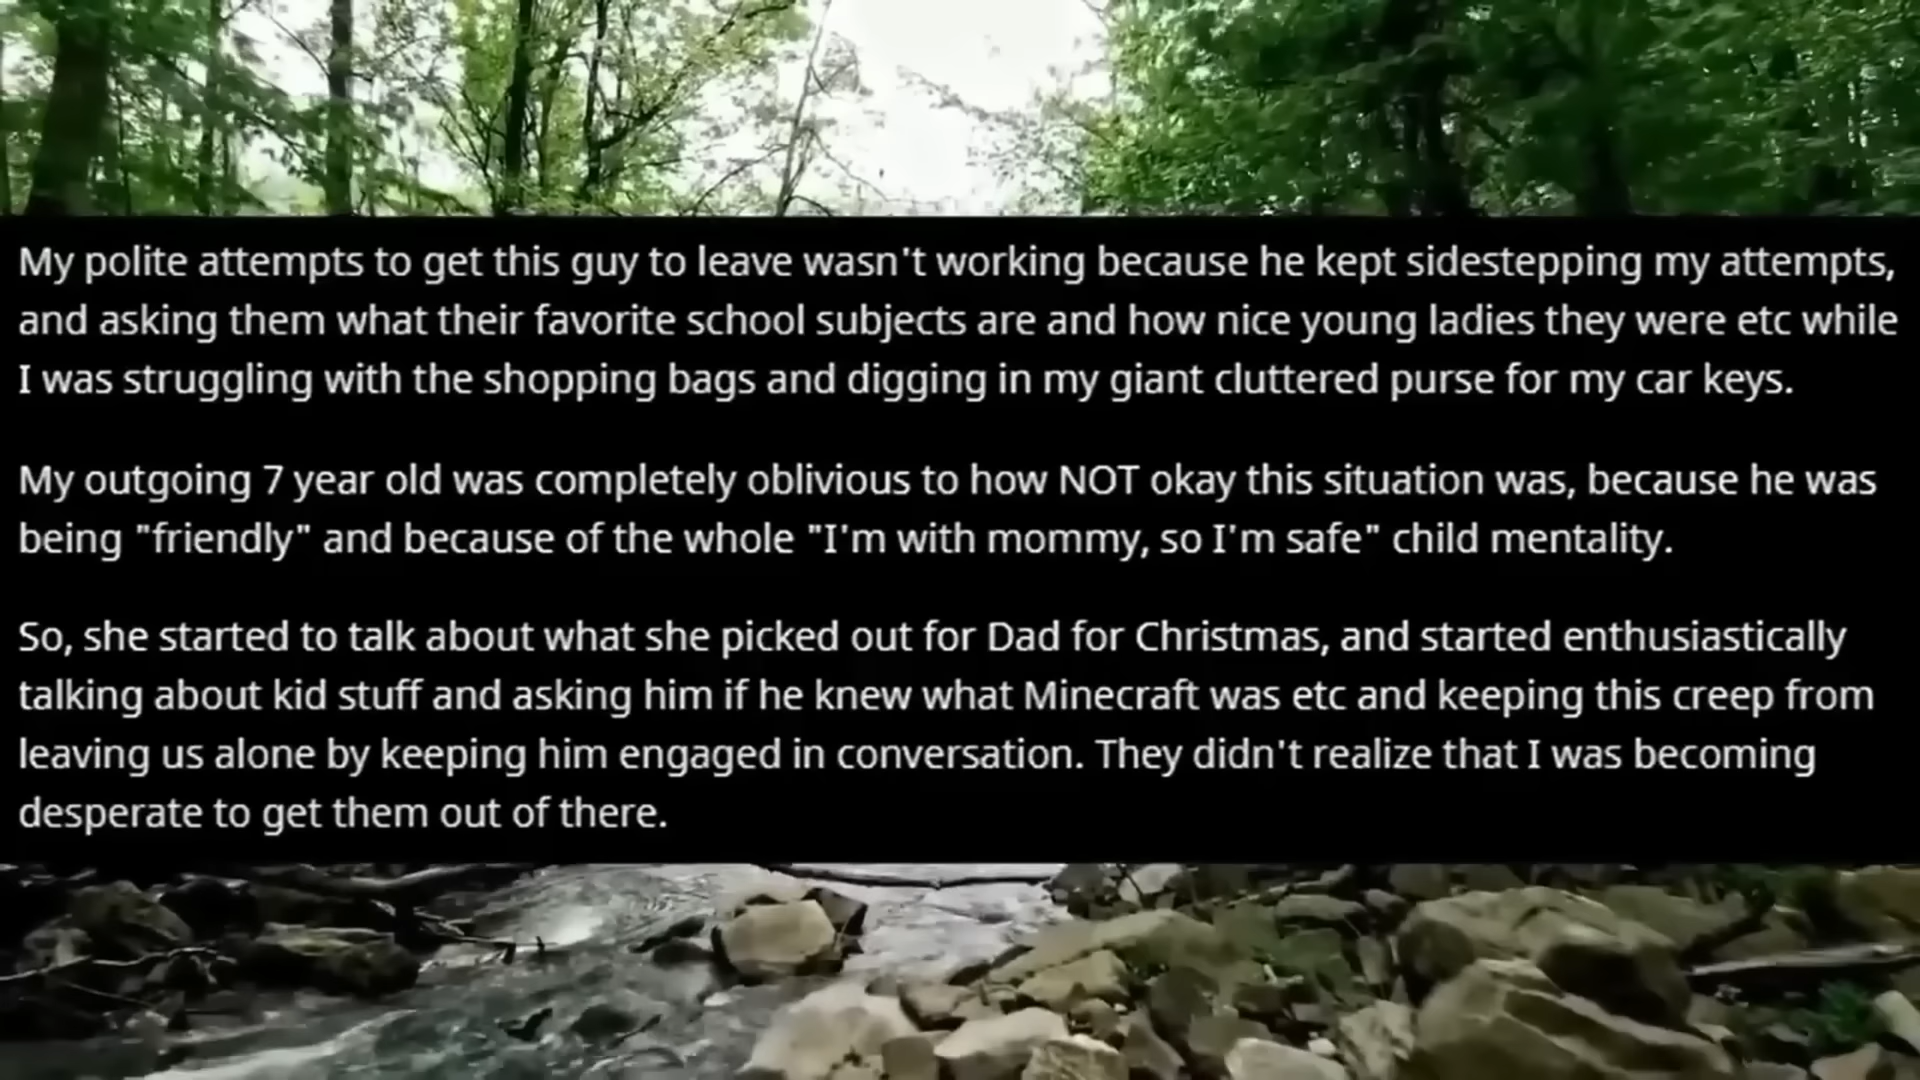 My polite attempts to get this guy to leave wasn't working because he kept sidestepping my attempts,
and asking them what their favorite school subjects are and how nice young ladies they were etc while
I was struggling with the shopping bags and digging in my giant cluttered purse for my car keys.
My outgoing 7 year old was completely oblivious to how NOT okay this situation was, because he was
being "friendly" and because of the whole "I'm with mommy, so I'm safe" child mentality.
So, she started to talk about what she picked out for Dad for Christmas, and started enthusiastically
talking about kid stuff and asking him if he knew what Minecraft was etc and keeping this creep from
leaving us alone by keeping him engaged in conversation. They didn't realize that I was becoming
desperate to get them out of there.